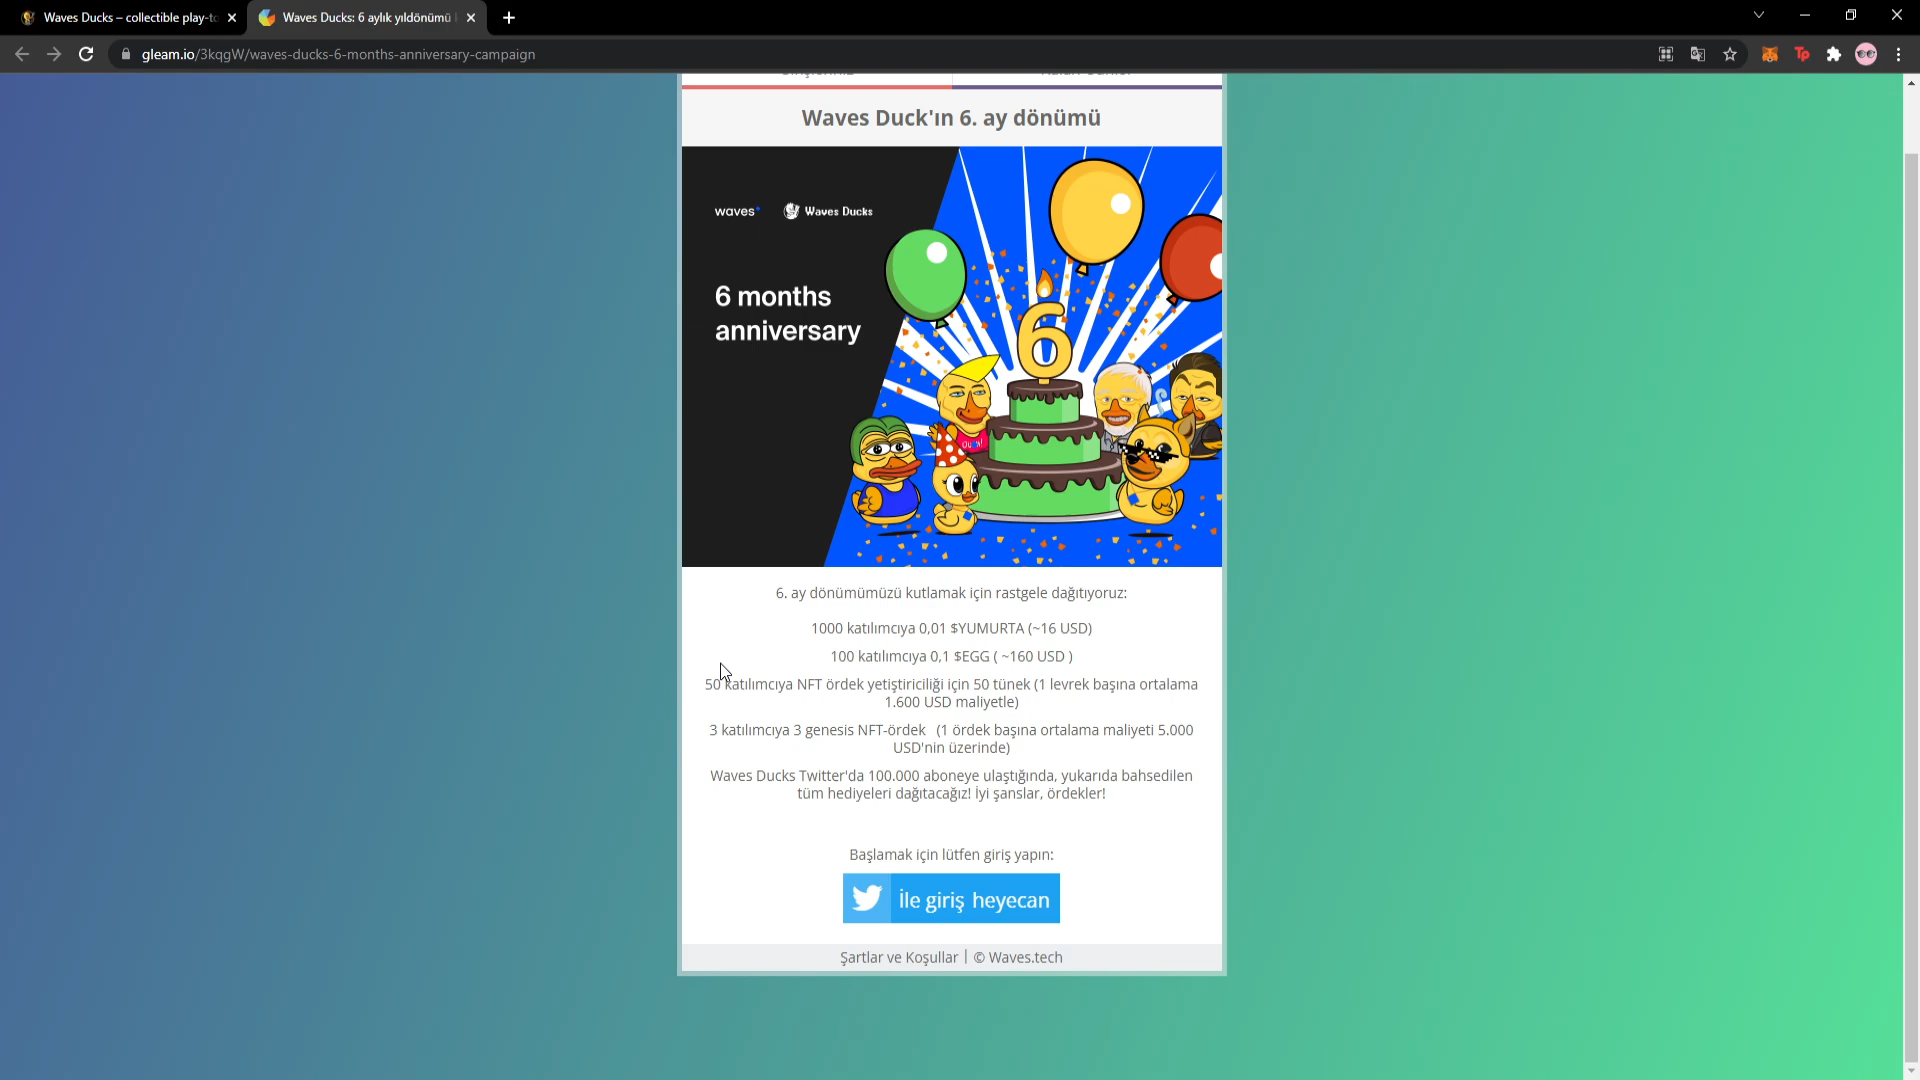 Waves Ducks – collectible play-to
Waves Ducks: 6 aylık yıldönümü
gleam.io/3kqgW/waves-ducks-6-months-anniversary-campaign
Waves Duck'ın 6. ay dönümü
waves
Waves Ducks
6 months
anniversary
6
6. ay dönümümüzü kutlamak için rastgele dağıtıyoruz:
1000 katılımcıya 0,01 $YUMURTA (~16 USD)
100 katılımcıya 0,1 $EGG ( ~160 USD )
50 katılımcıya NFT ördek yetiştiriciliği için 50 tünek (1 levrek başına ortalama
1.600 USD maliyetle)
3 katılımcıya 3 genesis NFT-ördek (1 ördek başına ortalama maliyeti 5.000
USD'nin üzerinde)
Waves Ducks Twitter'da 100.000 aboneye ulaştığında, yukarıda bahsedilen
tüm hediyeleri dağıtacağız! İyi şanslar, ördekler!
Başlamak için lütfen giriş yapın:
İle giriş heyecan
Şartlar ve Koşullar | © Waves.tech